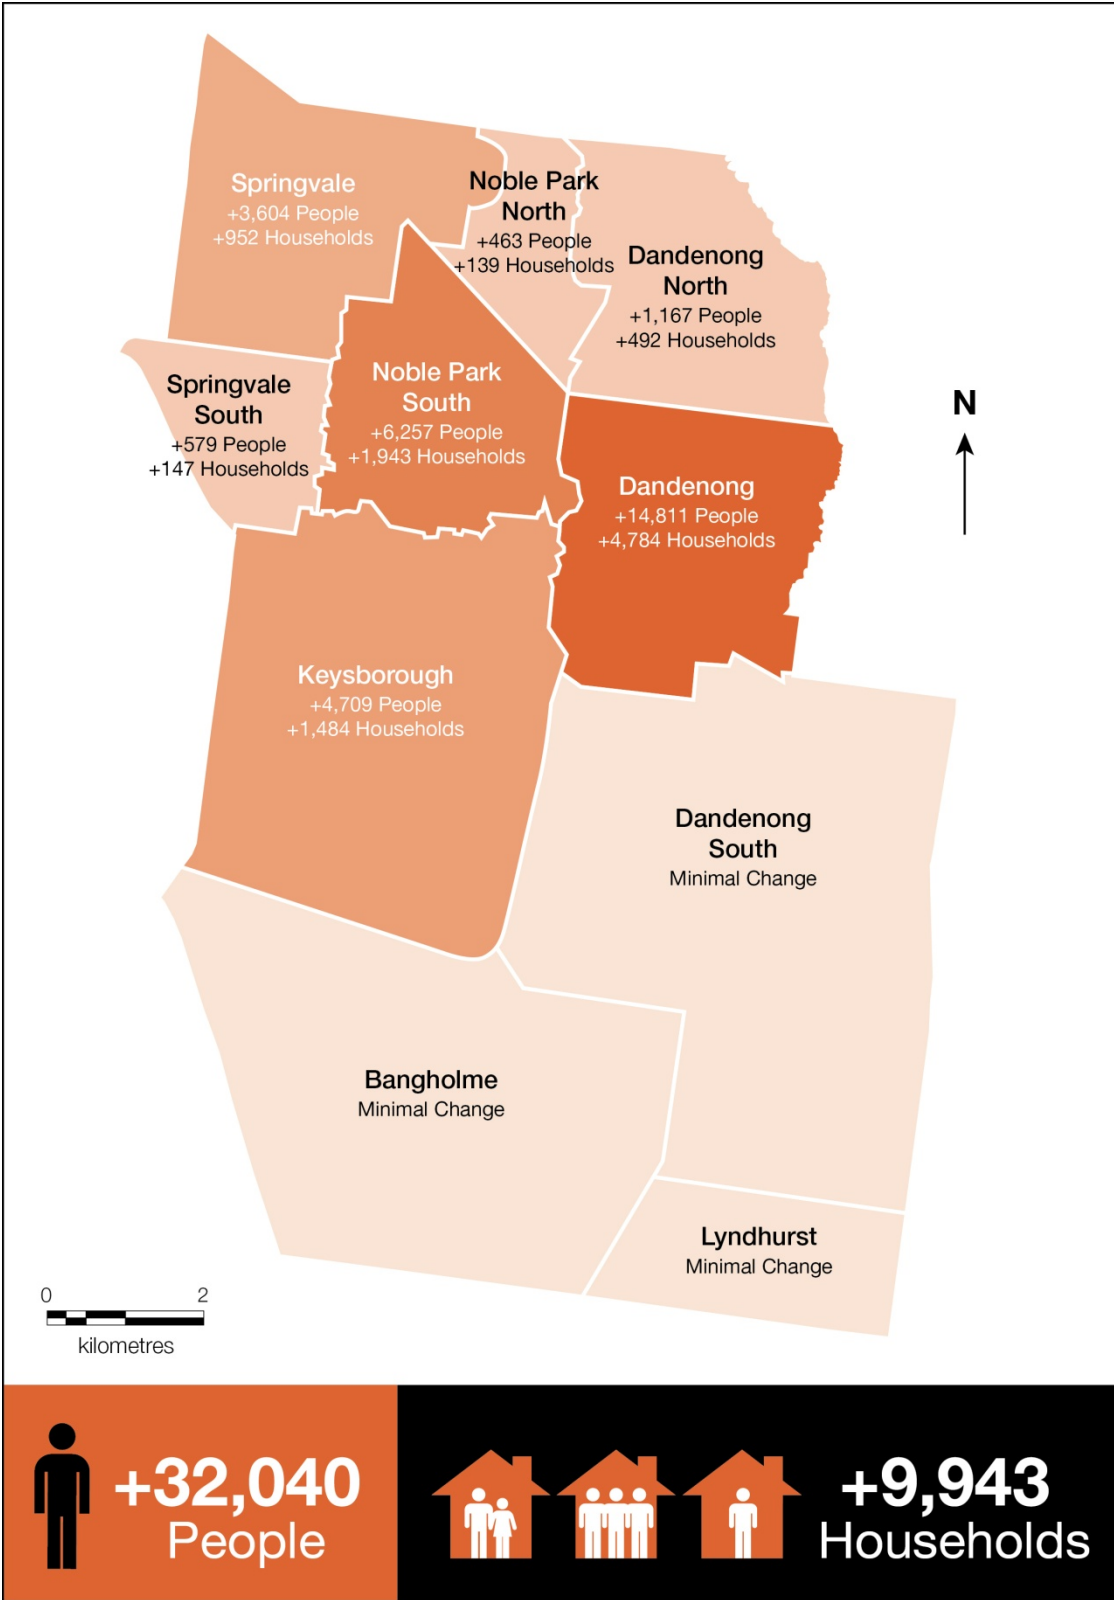 Springvale
+3,604 People
+952 Households
Noble Park
North
+463 People
+139 Households
Dandenong
North
+1,167 People
+492 Households
Springvale
South
+579 People
+147 Households
Noble Park
South
+6,257 People
+1,943 Households
N
Dandenong
+14,811 People
+4,784 Households
Keysborough
+4,709 People
+1,484 Households
Dandenong
South
Minimal Change
Bangholme
Minimal Change
Lyndhurst
Minimal Change
0 2
kilometres
+32,040
People
+9,943
Households